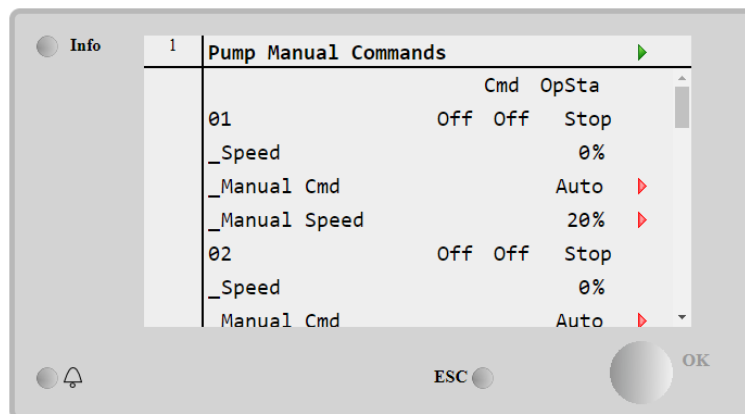 Info
1 Pump Manual Commands
Cmd OpSta
01 Off Off Stop
_Speed 0%
_Manual Cmd Auto
_Manual Speed 20%
02 Off Off Stop
_Speed 0%
_Manual Cmd Auto
ESC
OK